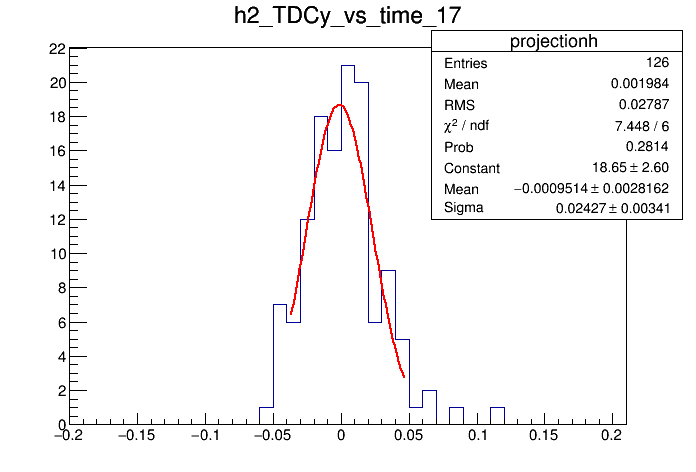 h2_TDCy_vs_time_17
projectionh
Entries 126
Mean 0.001984
RMS 0.02787
χ² / ndf 7.448 / 6
Prob 0.2814
Constant 18.65 ± 2.60
Mean −0.0009514 ± 0.0028162
Sigma 0.02427 ± 0.00341
22
20
18
16
14
12
10
8
6
4
2
0
−0.2 −0.15 −0.1 −0.05 0 0.05 0.1 0.15 0.2